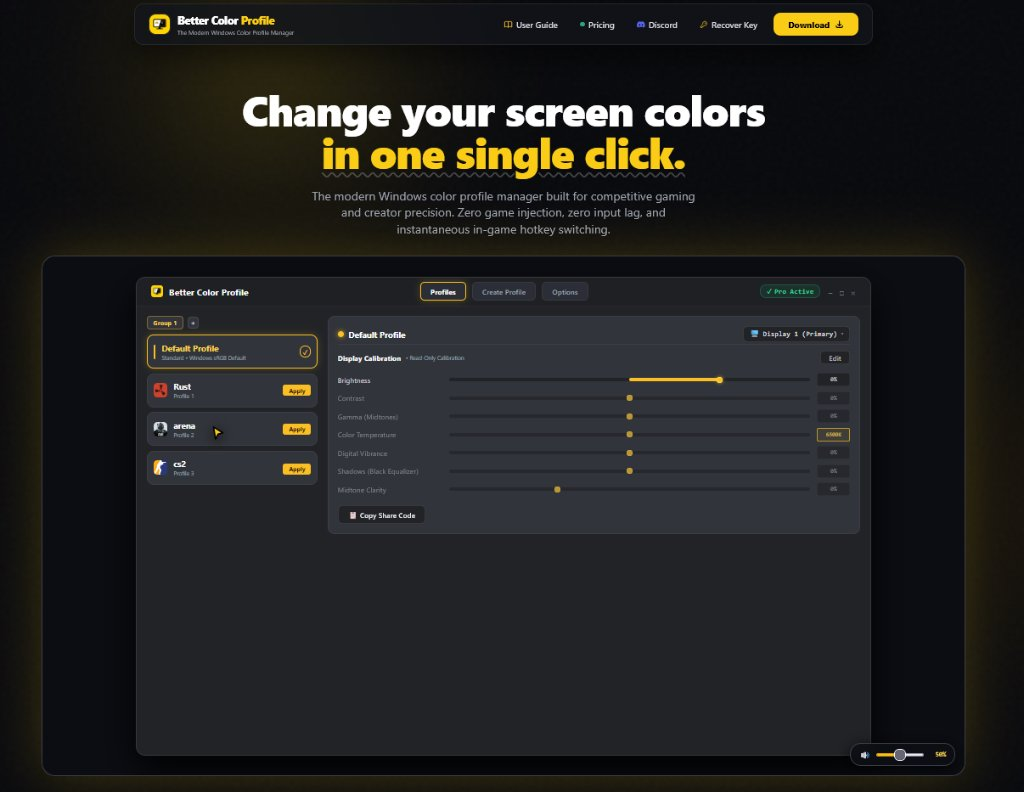 Better Color Profile
The Modern Windows Color Profile Manager
User Guide
Pricing
Discord
Recover Key
Download
Change your screen colors
in one single click.
The modern Windows color profile manager built for competitive gaming
and creator precision. Zero game injection, zero input lag, and
instantaneous in-game hotkey switching.
Better Color Profile
Profiles
Create Profile
Options
✓ Pro Active
Group 1
+
Default Profile
Standard • Windows sRGB Default
Rust
Profile 1
Apply
arena
Profile 2
Apply
cs2
Profile 3
Apply
Default Profile
Display 1 (Primary)
Display Calibration • Read-Only Calibration
Edit
Brightness
0%
Contrast
0%
Gamma (Midtones)
0%
Color Temperature
6500K
Digital Vibrance
0%
Shadows (Black Equalizer)
0%
Midtone Clarity
0%
Copy Share Code
50%